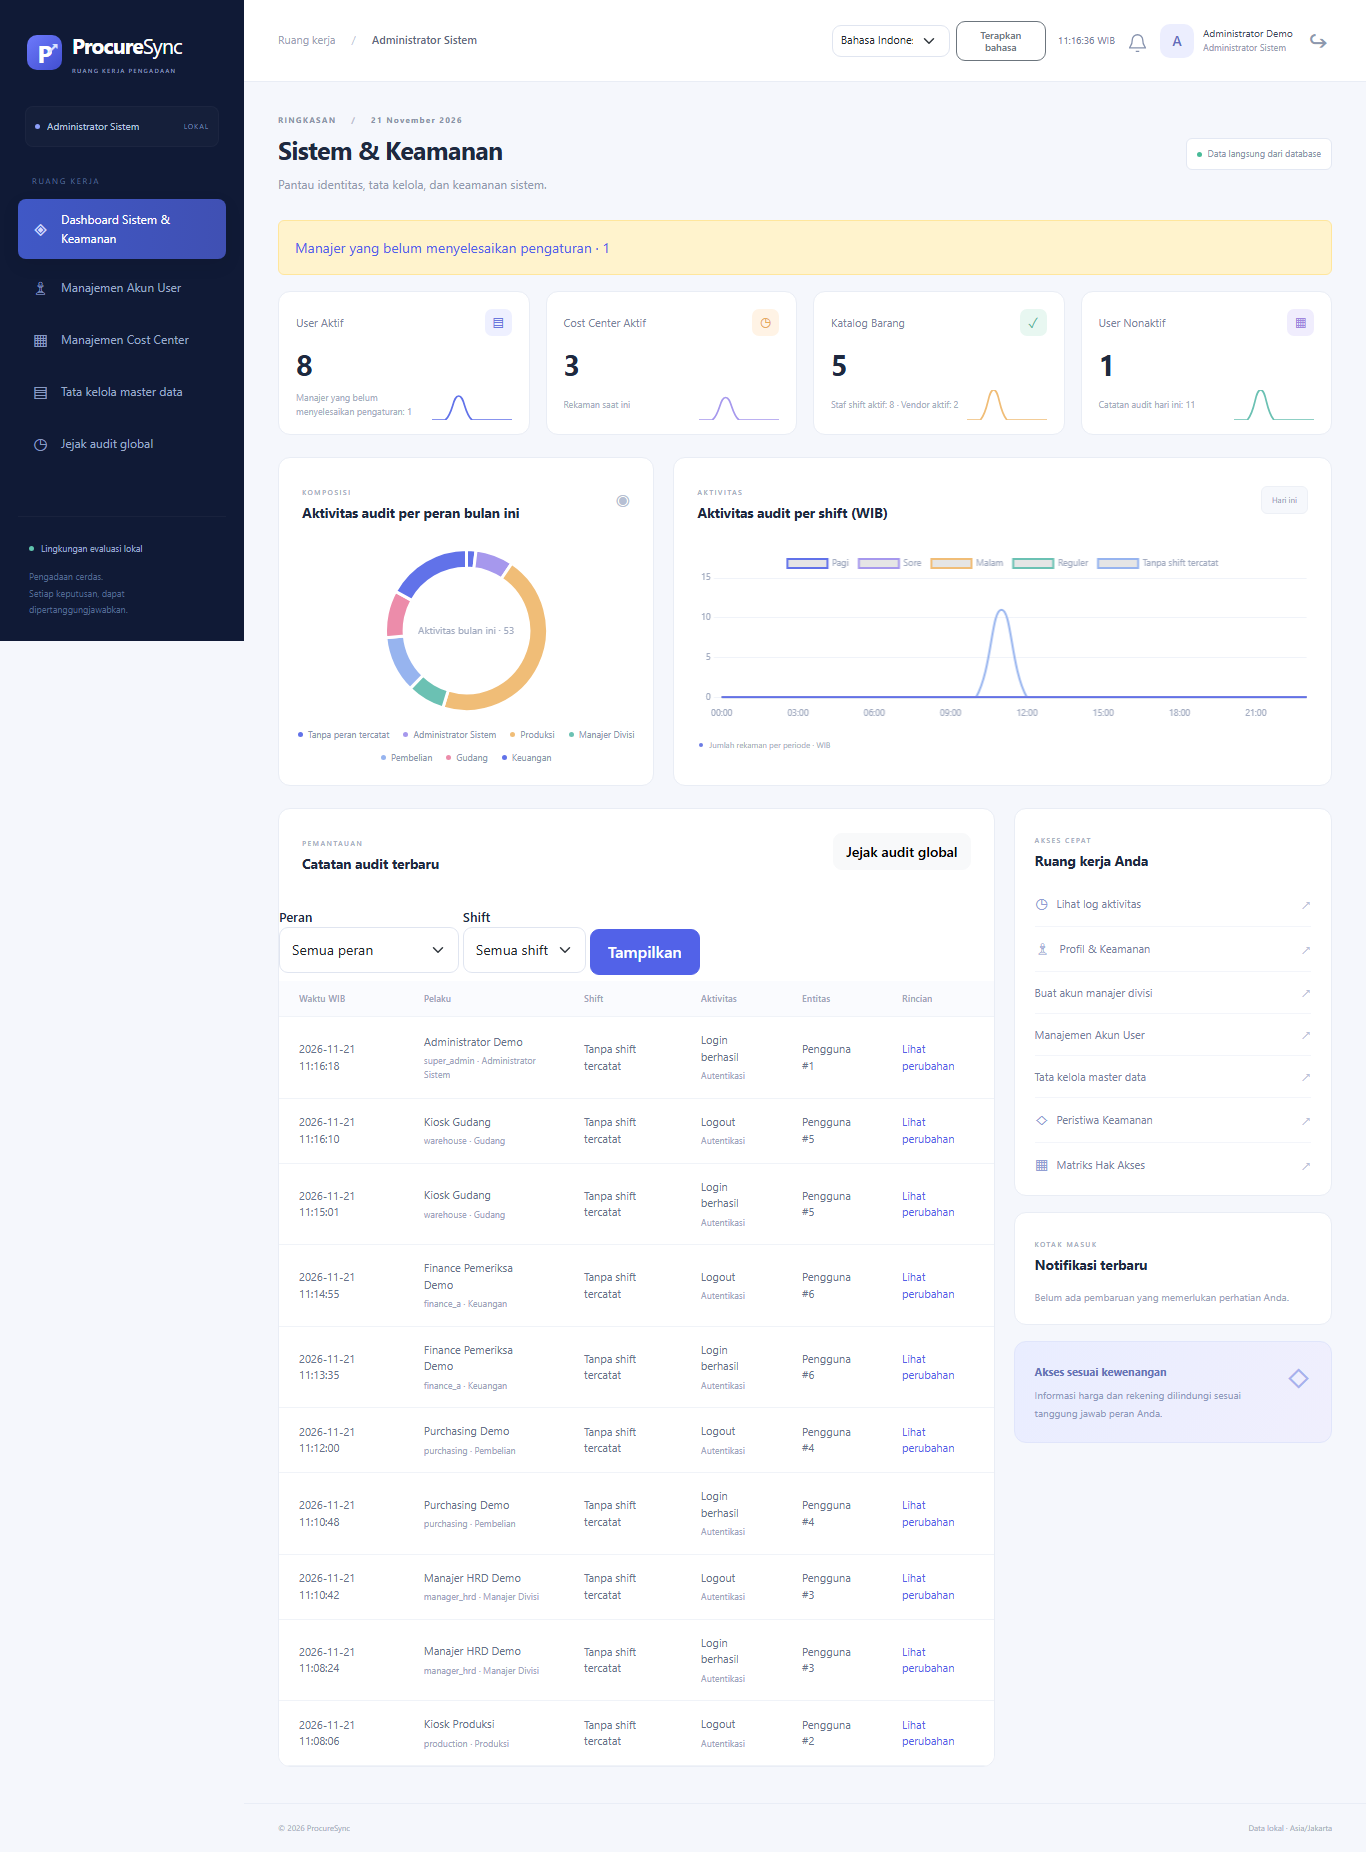 ProcureSync
RUANG KERJA PENGADAAN
Administrator Sistem
LOKAL
RUANG KERJA
Dashboard Sistem &
Keamanan
Manajemen Akun User
Manajemen Cost Center
Tata kelola master data
Jejak audit global
Lingkungan evaluasi lokal
Pengadaan cerdas.
Setiap keputusan, dapat
dipertanggungjawabkan.
Ruang kerja / Administrator Sistem
Bahasa Indone:
Terapkan
bahasa
11:16:36 WIB
A
Administrator Demo
Administrator Sistem
RINGKASAN / 21 November 2026
Sistem & Keamanan
Pantau identitas, tata kelola, dan keamanan sistem.
Data langsung dari database
Manajer yang belum menyelesaikan pengaturan · 1
User Aktif
8
Manajer yang belum
menyelesaikan pengaturan: 1
Cost Center Aktif
3
Rekaman saat ini
Katalog Barang
5
Staf shift aktif: 8 · Vendor aktif: 2
User Nonaktif
1
Catatan audit hari ini: 11
KOMPOSISI
Aktivitas audit per peran bulan ini
Aktivitas bulan ini · 53
Tanpa peran tercatat Administrator Sistem Produksi Manajer Divisi
Pembelian Gudang Keuangan
AKTIVITAS
Aktivitas audit per shift (WIB)
Hari ini
Pagi Sore Malam Reguler Tanpa shift tercatat
15
10
5
0
00:00 03:00 06:00 09:00 12:00 15:00 18:00 21:00
Jumlah rekaman per periode · WIB
PEMANTAUAN
Catatan audit terbaru
Jejak audit global
Peran Shift
Semua peran Semua shift Tampilkan
Waktu WIB Pelaku Shift Aktivitas Entitas Rincian
2026-11-21
11:16:18
Administrator Demo
super_admin · Administrator
Sistem
Tanpa shift
tercatat
Login
berhasil
Autentikasi
Pengguna
#1
Lihat
perubahan
2026-11-21
11:16:10
Kiosk Gudang
warehouse · Gudang
Tanpa shift
tercatat
Logout
Autentikasi
Pengguna
#5
Lihat
perubahan
2026-11-21
11:15:01
Kiosk Gudang
warehouse · Gudang
Tanpa shift
tercatat
Login
berhasil
Autentikasi
Pengguna
#5
Lihat
perubahan
2026-11-21
11:14:55
Finance Pemeriksa
Demo
finance_a · Keuangan
Tanpa shift
tercatat
Logout
Autentikasi
Pengguna
#6
Lihat
perubahan
2026-11-21
11:13:35
Finance Pemeriksa
Demo
finance_a · Keuangan
Tanpa shift
tercatat
Login
berhasil
Autentikasi
Pengguna
#6
Lihat
perubahan
2026-11-21
11:12:00
Purchasing Demo
purchasing · Pembelian
Tanpa shift
tercatat
Logout
Autentikasi
Pengguna
#4
Lihat
perubahan
2026-11-21
11:10:48
Purchasing Demo
purchasing · Pembelian
Tanpa shift
tercatat
Login
berhasil
Autentikasi
Pengguna
#4
Lihat
perubahan
2026-11-21
11:10:42
Manajer HRD Demo
manager_hrd · Manajer Divisi
Tanpa shift
tercatat
Logout
Autentikasi
Pengguna
#3
Lihat
perubahan
2026-11-21
11:08:24
Manajer HRD Demo
manager_hrd · Manajer Divisi
Tanpa shift
tercatat
Login
berhasil
Autentikasi
Pengguna
#3
Lihat
perubahan
2026-11-21
11:08:06
Kiosk Produksi
production · Produksi
Tanpa shift
tercatat
Logout
Autentikasi
Pengguna
#2
Lihat
perubahan
AKSES CEPAT
Ruang kerja Anda
Lihat log aktivitas
Profil & Keamanan
Buat akun manajer divisi
Manajemen Akun User
Tata kelola master data
Peristiwa Keamanan
Matriks Hak Akses
KOTAK MASUK
Notifikasi terbaru
Belum ada pembaruan yang memerlukan perhatian Anda.
Akses sesuai kewenangan
Informasi harga dan rekening dilindungi sesuai
tanggung jawab peran Anda.
© 2026 ProcureSync
Data lokal · Asia/Jakarta